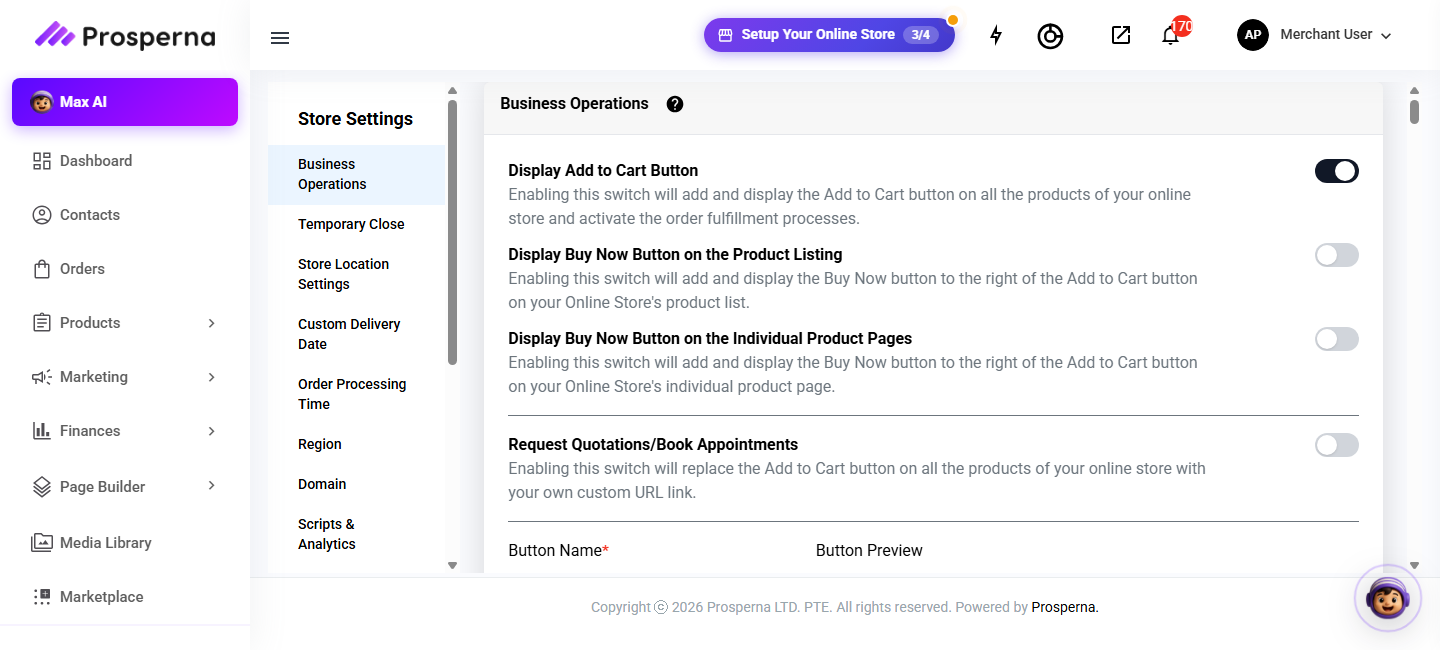 Prosperna
Setup Your Online Store 3/4
170
AP Merchant User
Max AI
Dashboard
Contacts
Orders
Products
Marketing
Finances
Page Builder
Media Library
Marketplace
Store Settings
Business
Operations
Temporary Close
Store Location
Settings
Custom Delivery
Date
Order Processing
Time
Region
Domain
Scripts &
Analytics
Business Operations ?
Display Add to Cart Button
Enabling this switch will add and display the Add to Cart button on all the products of your online
store and activate the order fulfillment processes.
Display Buy Now Button on the Product Listing
Enabling this switch will add and display the Buy Now button to the right of the Add to Cart button
on your Online Store's product list.
Display Buy Now Button on the Individual Product Pages
Enabling this switch will add and display the Buy Now button to the right of the Add to Cart button
on your Online Store's individual product page.
Request Quotations/Book Appointments
Enabling this switch will replace the Add to Cart button on all the products of your online store with
your own custom URL link.
Button Name* Button Preview
Copyright © 2026 Prosperna LTD. PTE. All rights reserved. Powered by Prosperna.